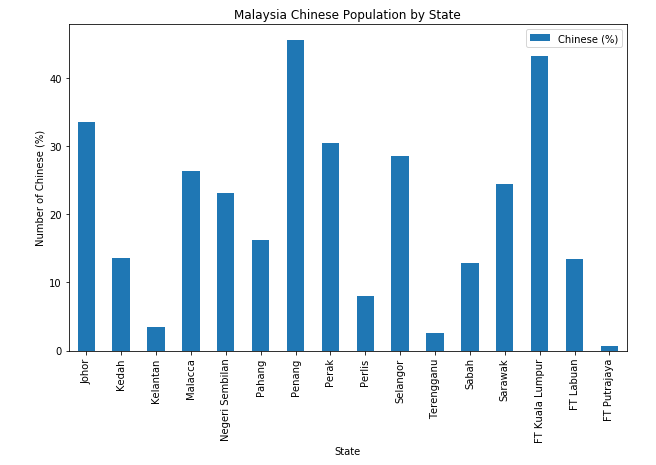 Malaysia Chinese Population by State
Chinese (%)
Number of Chinese (%)
40
30
20
10
0
Johor
Kedah
Kelantan
Malacca
Negeri Sembilan
Pahang
Penang
Perak
Perlis
Selangor
Terengganu
Sabah
Sarawak
FT Kuala Lumpur
FT Labuan
FT Putrajaya
State